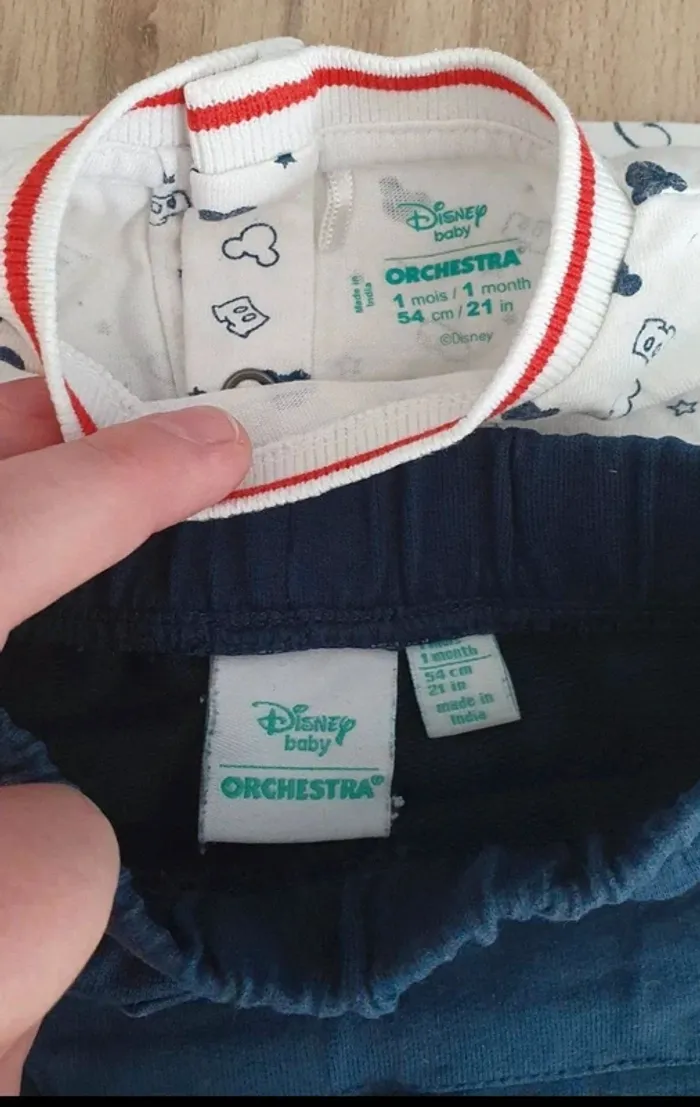 Disney
baby
ORCHESTRA®
Made in
India
1 mois / 1 month
54 cm / 21 in
©Disney
Disney
baby
ORCHESTRA®
1 month
54 cm
21 in
made in
India